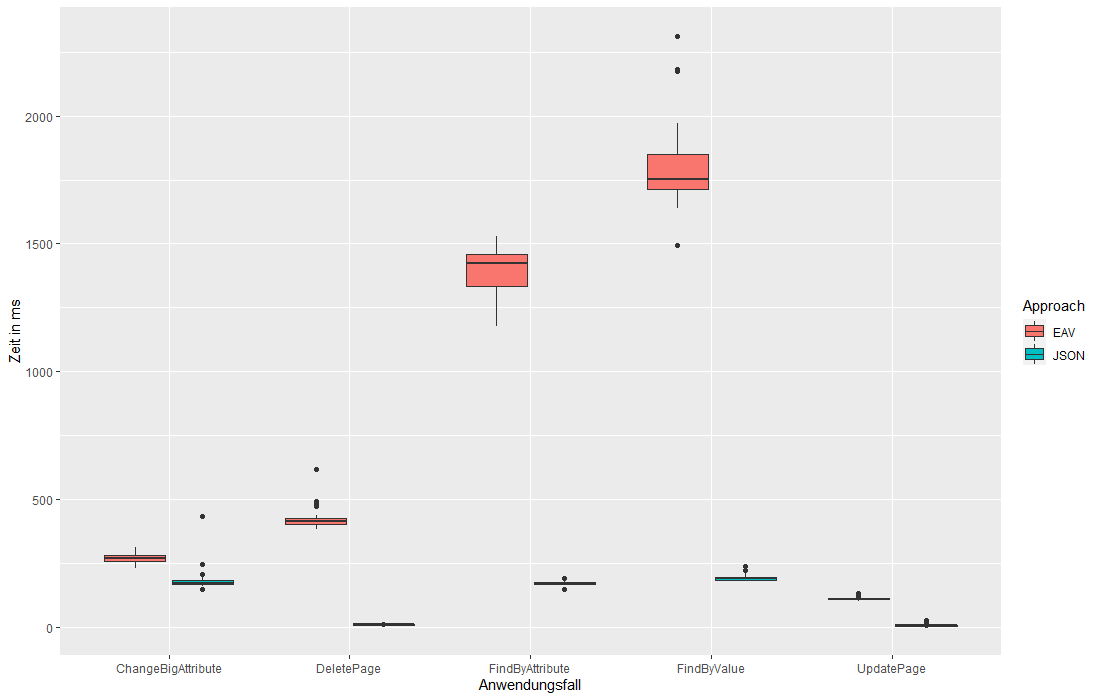 Zeit in ms
2000
1500
1000
500
0
ChangeBigAttribute
DeletePage
FindByAttribute
FindByValue
UpdatePage
Anwendungsfall
Approach
EAV
JSON